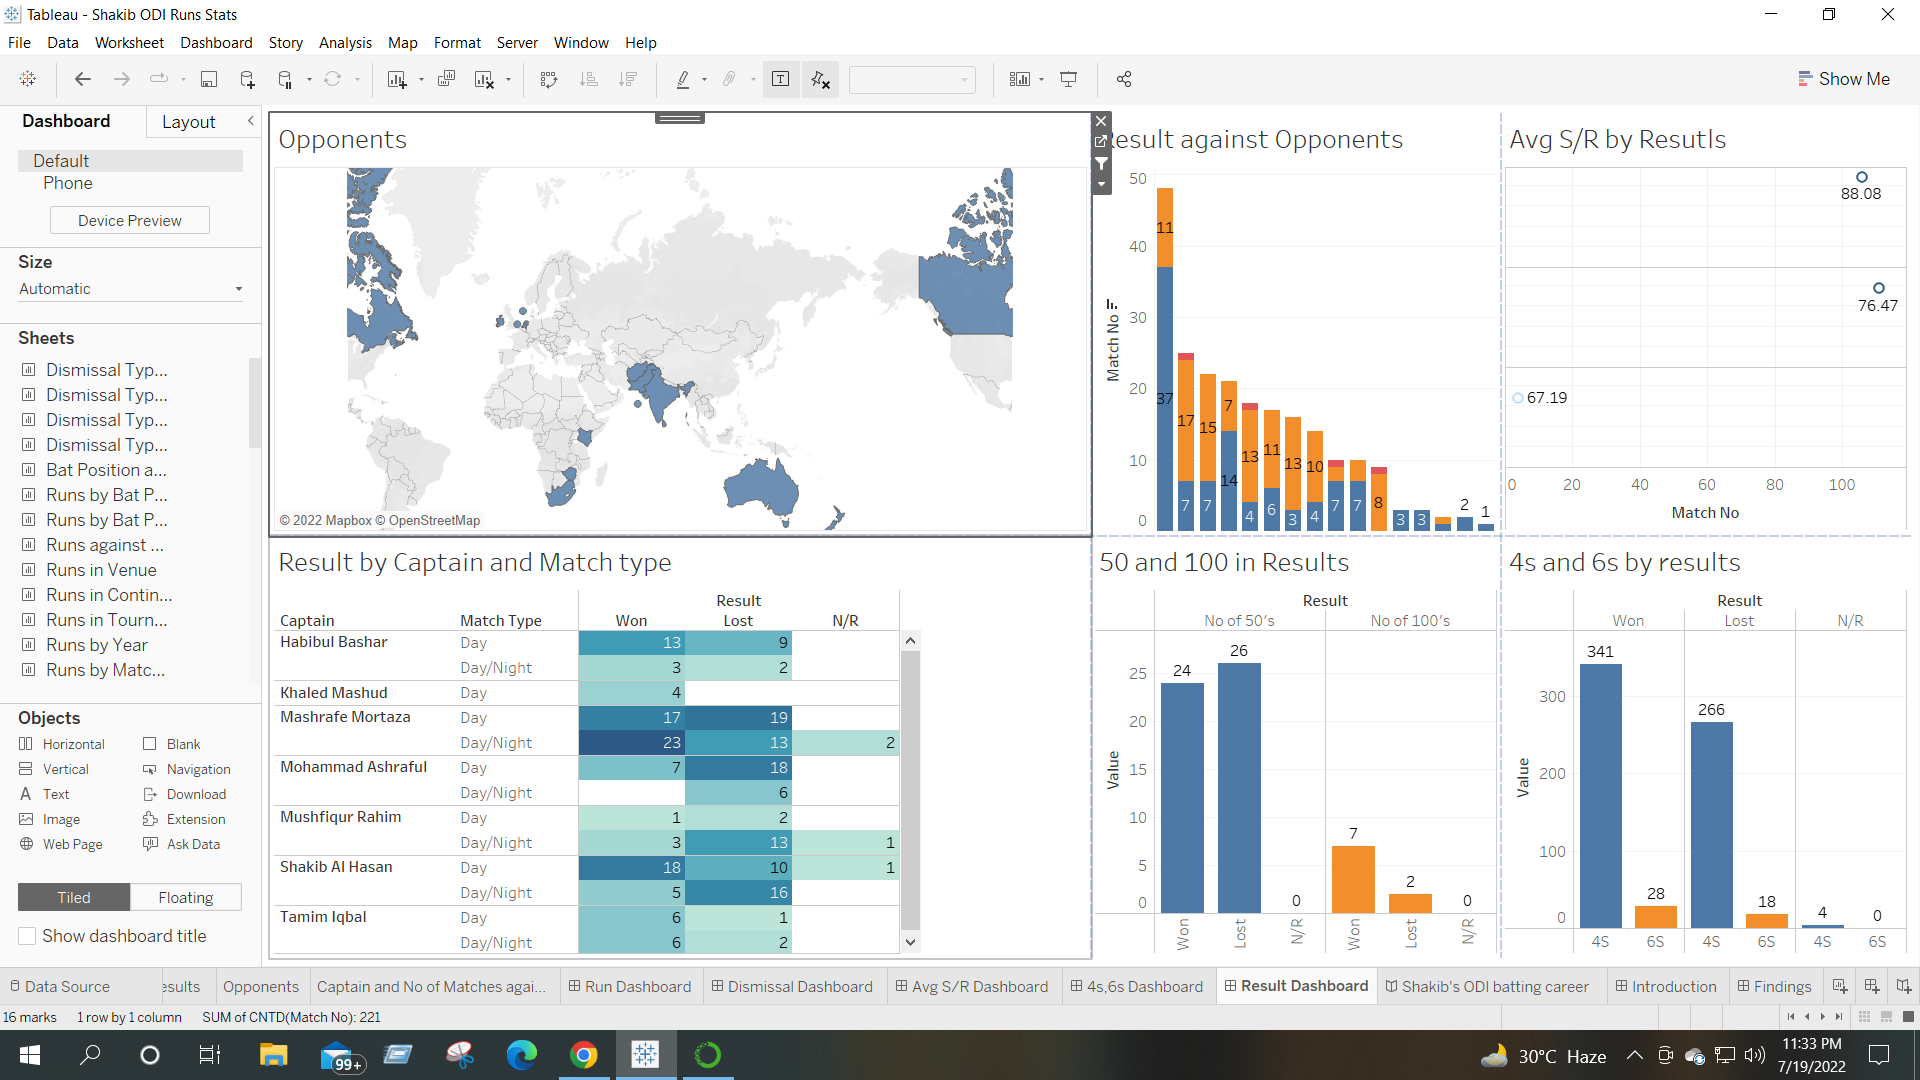 Tableau - Shakib ODI Runs Stats
File Data Worksheet Dashboard Story Analysis Map Format Server Window Help
Show Me
Dashboard Layout
Default
Phone
Device Preview
Size
Automatic
Sheets
Dismissal Typ...
Dismissal Typ...
Dismissal Typ...
Dismissal Typ...
Bat Position a...
Runs by Bat P...
Runs by Bat P...
Runs against ...
Runs in Venue
Runs in Contin...
Runs in Tourn...
Runs by Year
Runs by Matc...
Objects
Horizontal Blank
Vertical Navigation
Text Download
Image Extension
Web Page Ask Data
Tiled Floating
Show dashboard title
Opponents
© 2022 Mapbox © OpenStreetMap
esult against Opponents
Match No
50
40
30
20
10
0
11
37
17
7
15
7
7
14
13
4
11
6
13
3
10
4
7
7
8
3
3
2
1
Avg S/R by Resutls
88.08
76.47
67.19
0 20 40 60 80 100
Match No
Result by Captain and Match type
Result
Captain Match Type Won Lost N/R
Habibul Bashar Day 13 9
Day/Night 3 2
Khaled Mashud Day 4
Mashrafe Mortaza Day 17 19
Day/Night 23 13 2
Mohammad Ashraful Day 7 18
Day/Night 6
Mushfiqur Rahim Day 1 2
Day/Night 3 13 1
Shakib Al Hasan Day 18 10 1
Day/Night 5 16
Tamim Iqbal Day 6 1
Day/Night 6 2
50 and 100 in Results
Result
No of 50's No of 100's
Value
25
20
15
10
5
0
24 26 0 7 2 0
Won Lost N/R Won Lost N/R
4s and 6s by results
Result
Won Lost N/R
Value
300
200
100
0
341 28 266 18 4 0
4S 6S 4S 6S 4S 6S
Data Source esults Opponents Captain and No of Matches agai... Run Dashboard Dismissal Dashboard Avg S/R Dashboard 4s,6s Dashboard Result Dashboard Shakib's ODI batting career Introduction Findings
16 marks 1 row by 1 column SUM of CNTD(Match No): 221
99+
30°C Haze
11:33 PM
7/19/2022